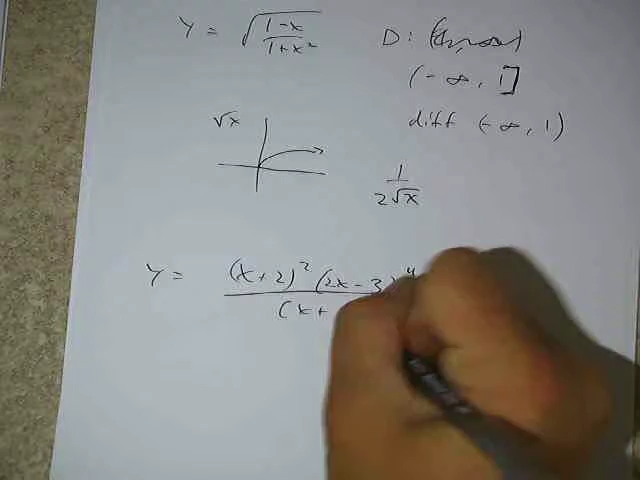 Y = √((1-x)/(1+x²)) D:
(-∞, 1]
diff (-∞, 1)
√x
1/(2√x)
Y = (x+2)² (2x-3)⁴
(x+